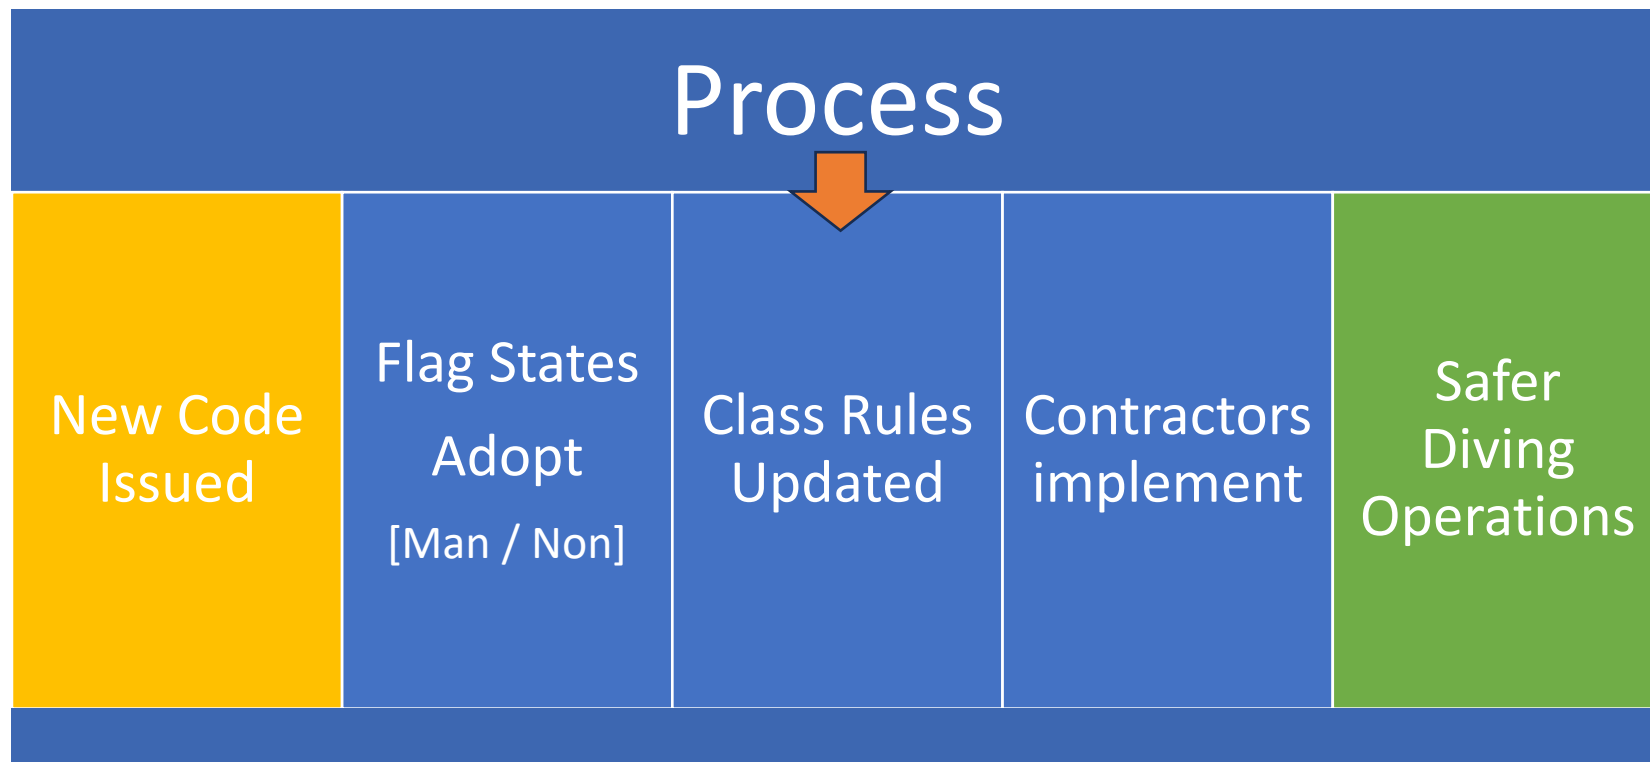 Process
New Code
Issued
Flag States
Adopt
[Man / Non]
Class Rules
Updated
Contractors
implement
Safer
Diving
Operations